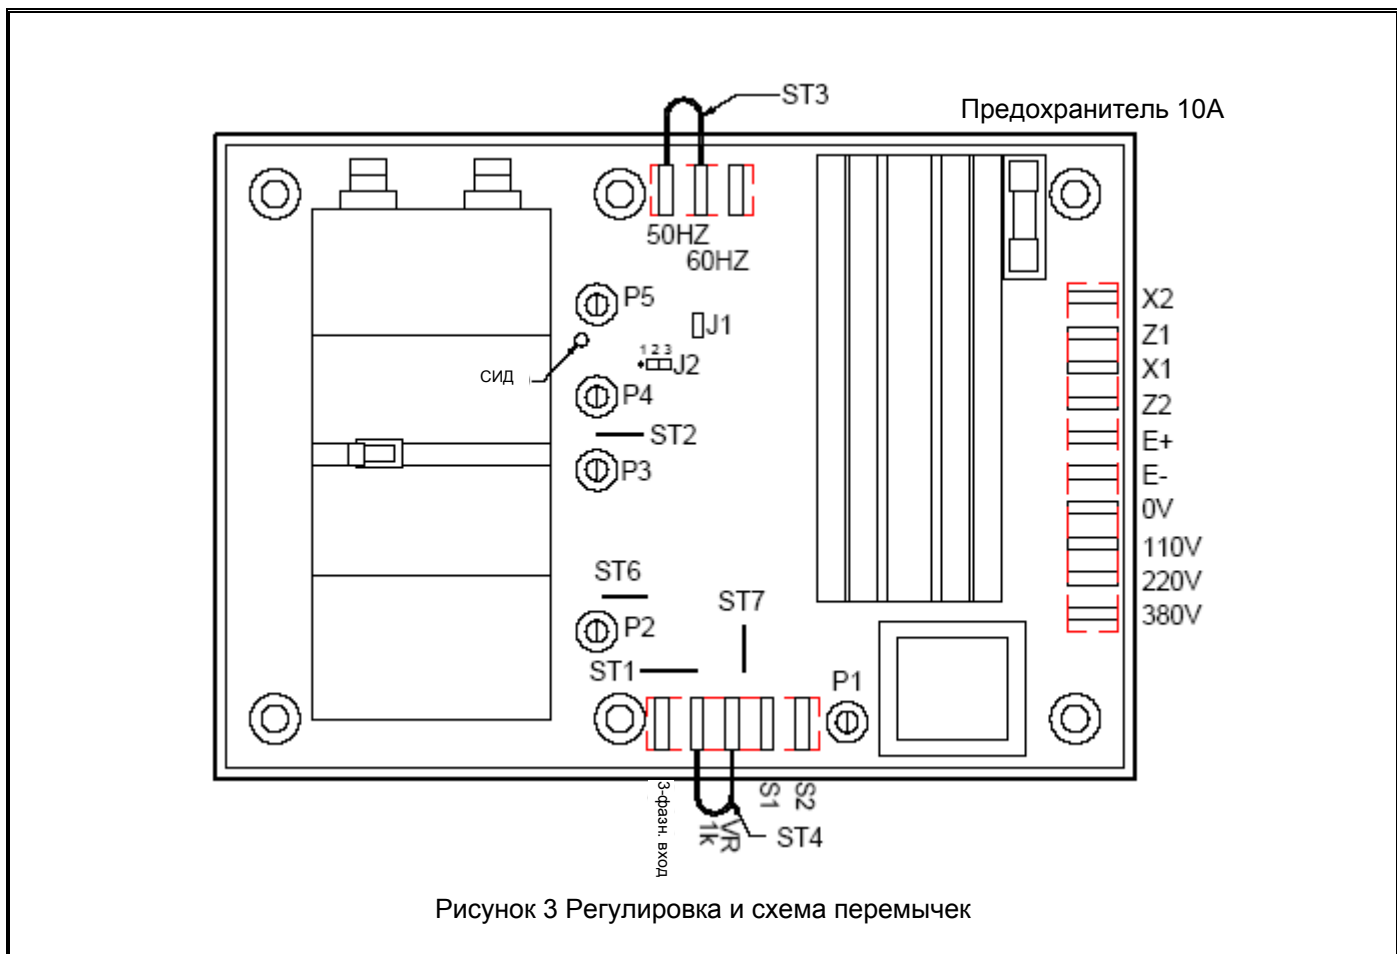 ST3
Предохранитель 10А
50HZ
60HZ
P5
J1
1 2 3
J2
СИД
P4
ST2
P3
X2
Z1
X1
Z2
E+
E-
0V
110V
220V
380V
ST6
ST7
P2
ST1
P1
3-фазн. вход
1k
VR
S1
S2
ST4
Рисунок 3 Регулировка и схема перемычек